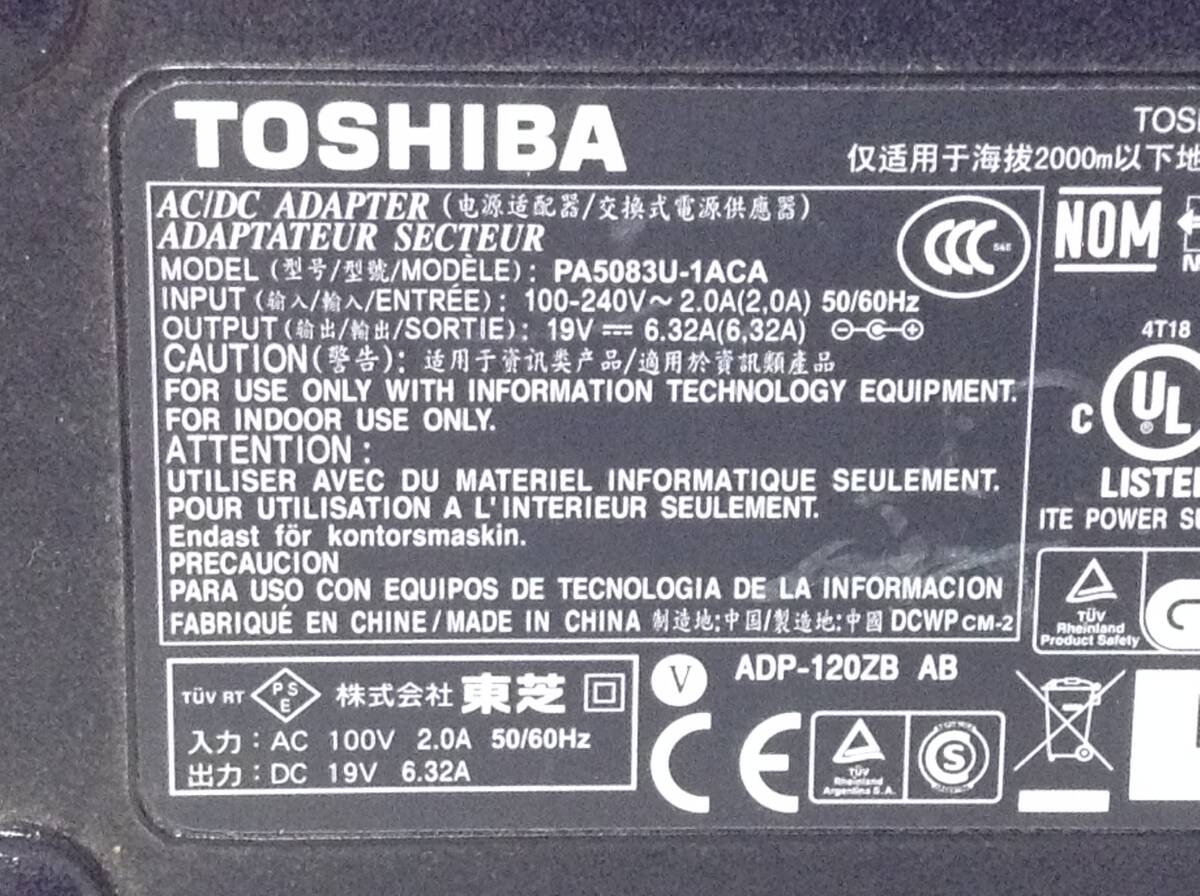 TOSHIBA
仅适用于海拔2000m以下地
AC/DC ADAPTER (电源适配器/交換式電源供應器)
ADAPTATEUR SECTEUR
MODEL (型号/型號/MODÈLE): PA5083U-1ACA
INPUT (输入/輸入/ENTRÉE): 100-240V~ 2.0A(2,0A) 50/60Hz
OUTPUT (输出/輸出/SORTIE): 19V ⎓ 6.32A(6,32A)
CAUTION(警告): 适用于资讯类产品/適用於資訊類產品
FOR USE ONLY WITH INFORMATION TECHNOLOGY EQUIPMENT.
FOR INDOOR USE ONLY.
ATTENTION:
UTILISER AVEC DU MATERIEL INFORMATIQUE SEULEMENT.
POUR UTILISATION A L'INTERIEUR SEULEMENT.
Endast för kontorsmaskin.
PRECAUCION
PARA USO CON EQUIPOS DE TECNOLOGIA DE LA INFORMACION
FABRIQUÉ EN CHINE/MADE IN CHINA 制造地:中国/製造地:中國 DCWP CM-2
CCC S&E
NOM
4T18
C UL ®
LISTE
ITE POWER
TÜV
Rheinland
Product Safety
TÜV RT PSE 株式会社 東芝
入力:AC 100V 2.0A 50/60Hz
出力:DC 19V 6.32A
V ADP-120ZB AB
CE
TÜV
Rheinland
Argentina S.A.
S